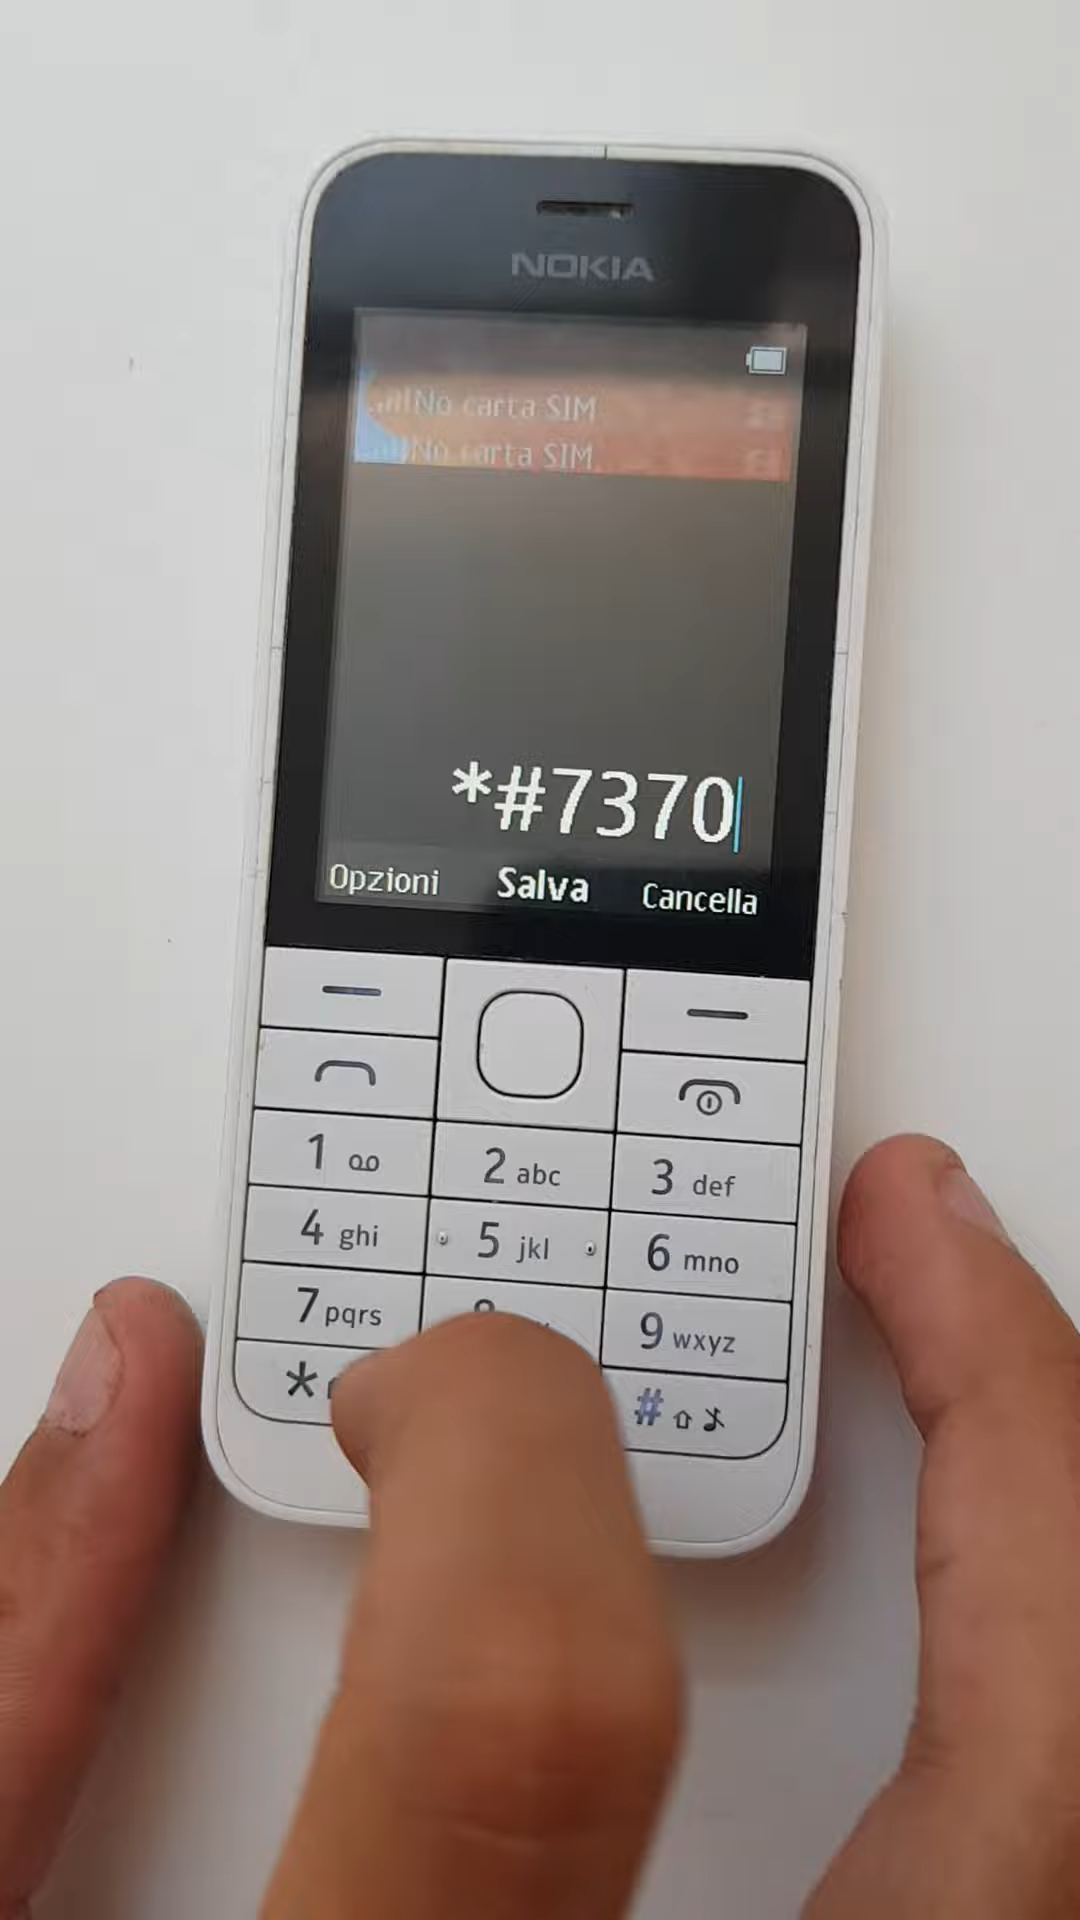 NOKIA
No carta SIM
No carta SIM
*#7370
Opzioni Salva Cancella
1
2 abc
3 def
4 ghi
5 jkl
6 mno
7 pqrs
9 wxyz
*
#